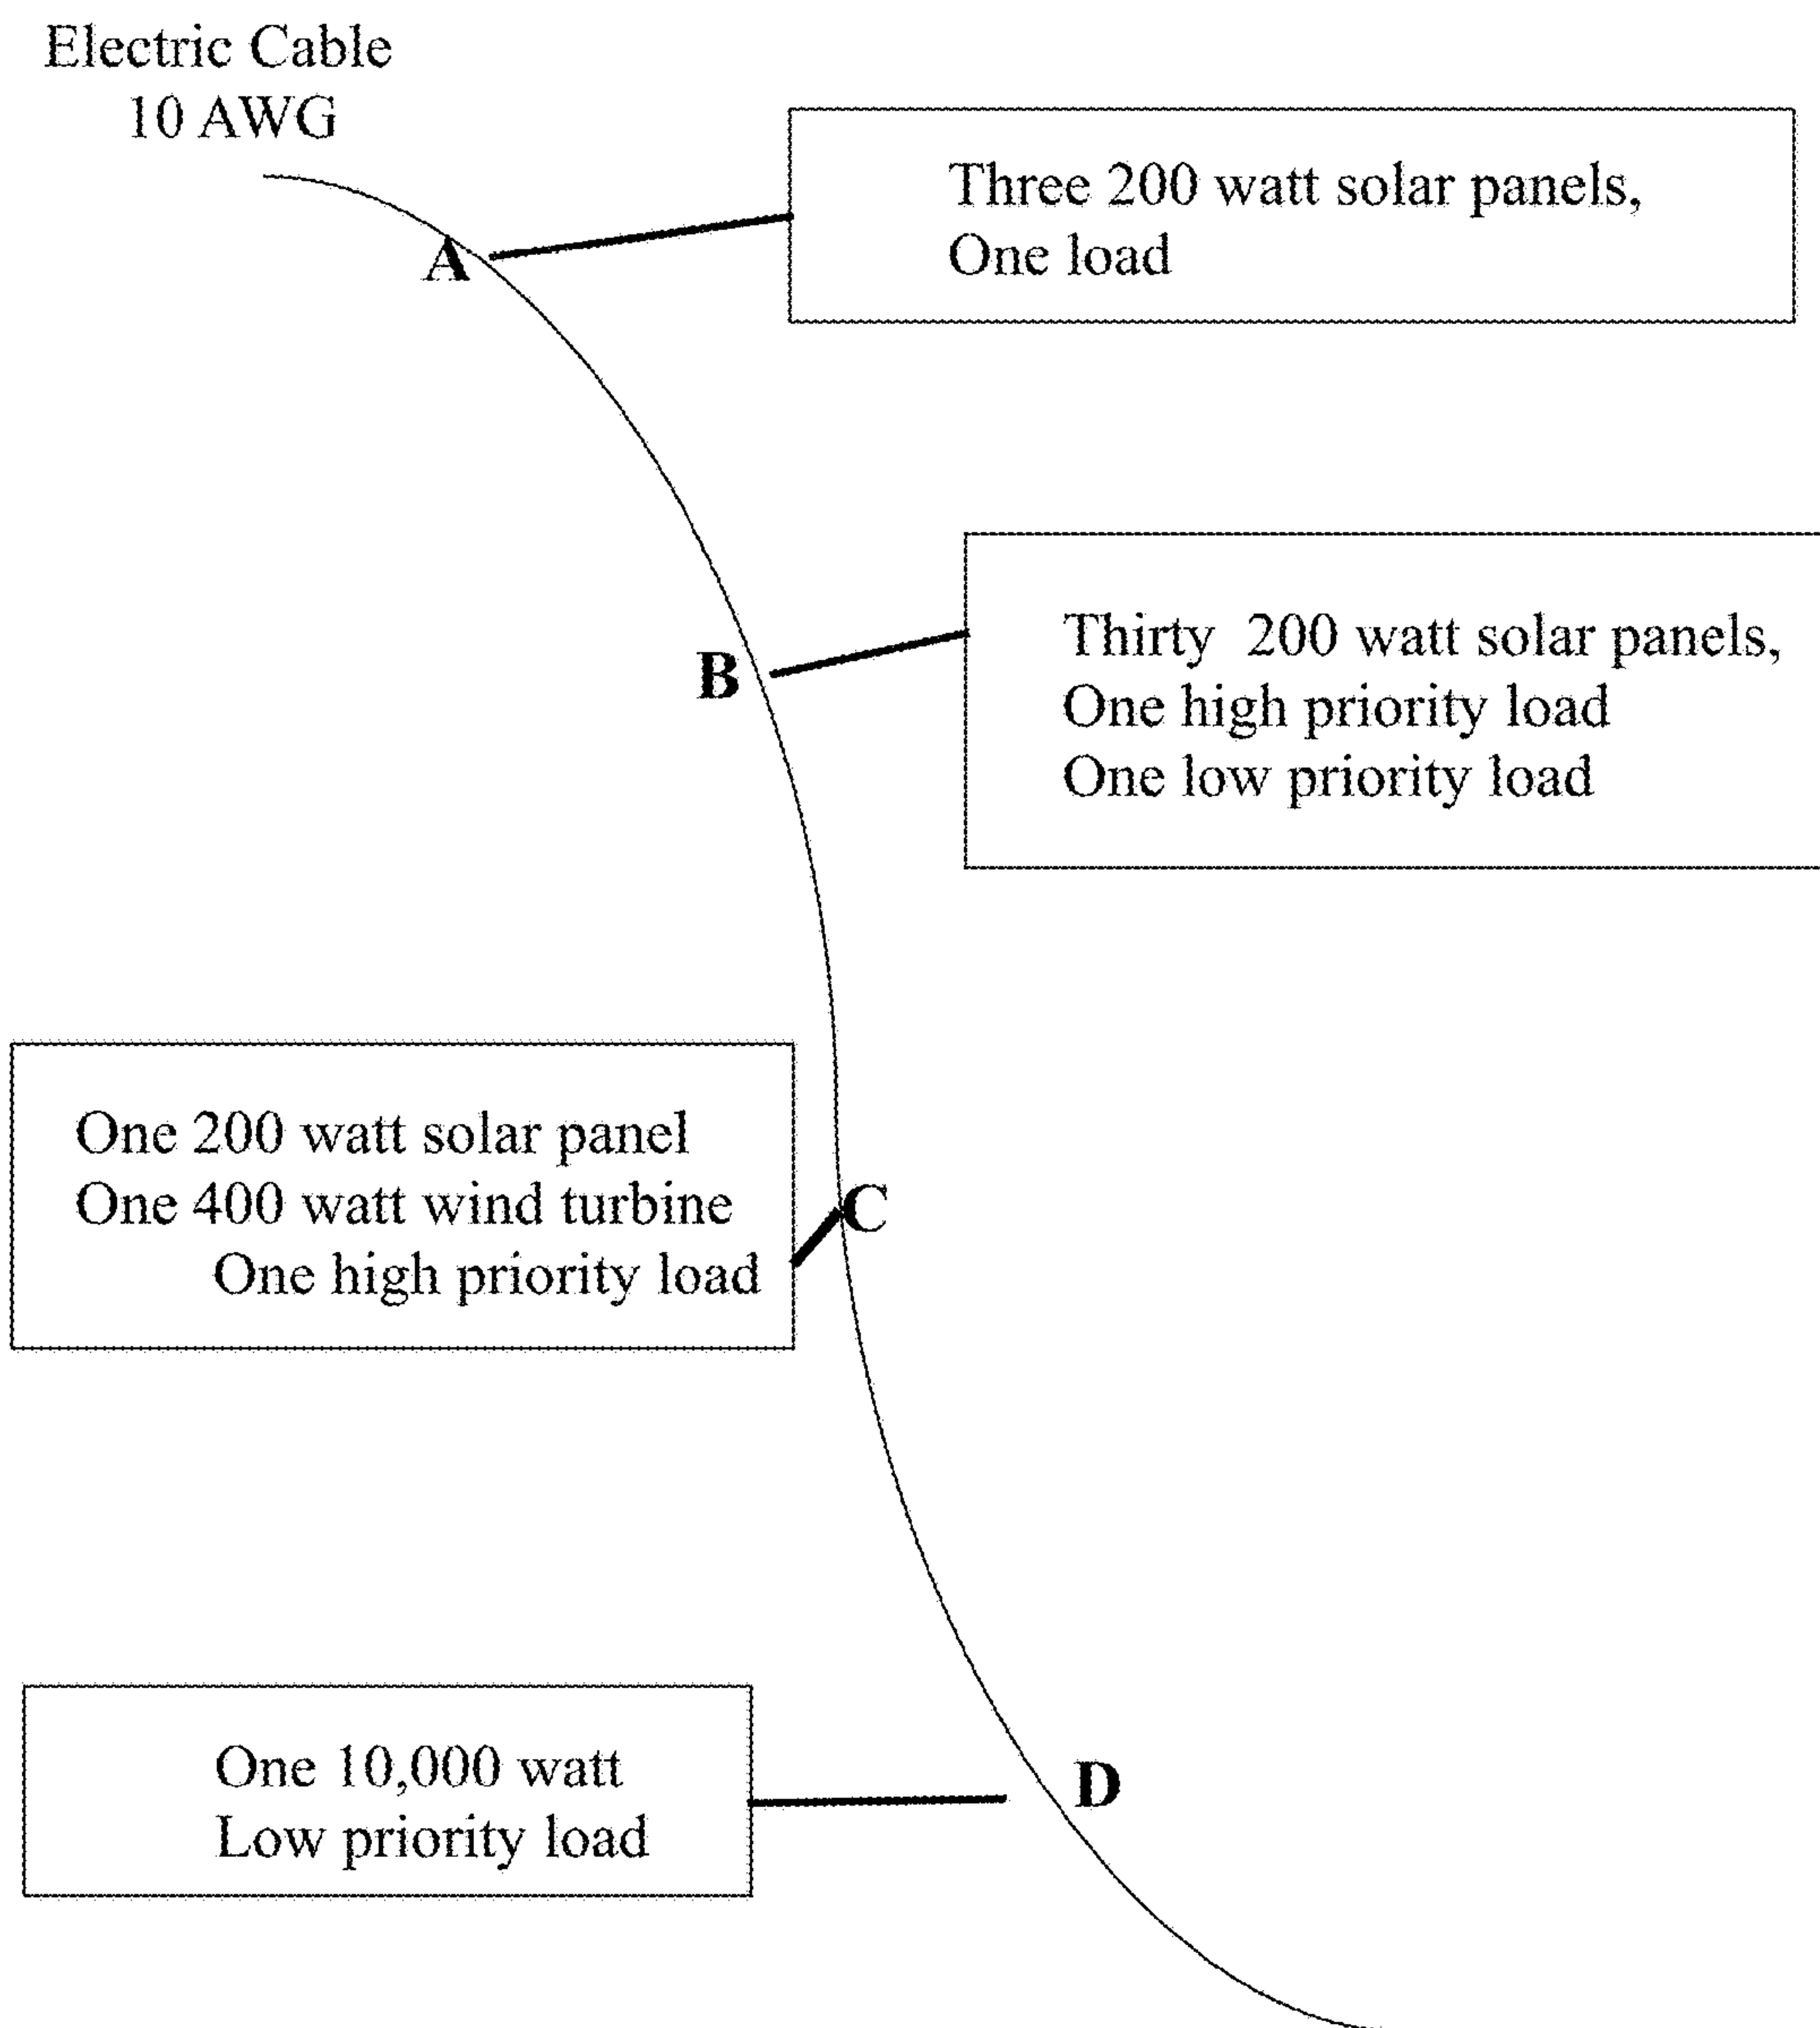 Electric Cable
10 AWG
A
Three 200 watt solar panels,
One load
B
Thirty 200 watt solar panels,
One high priority load
One low priority load
One 200 watt solar panel
One 400 watt wind turbine
One high priority load
C
One 10,000 watt
Low priority load
D